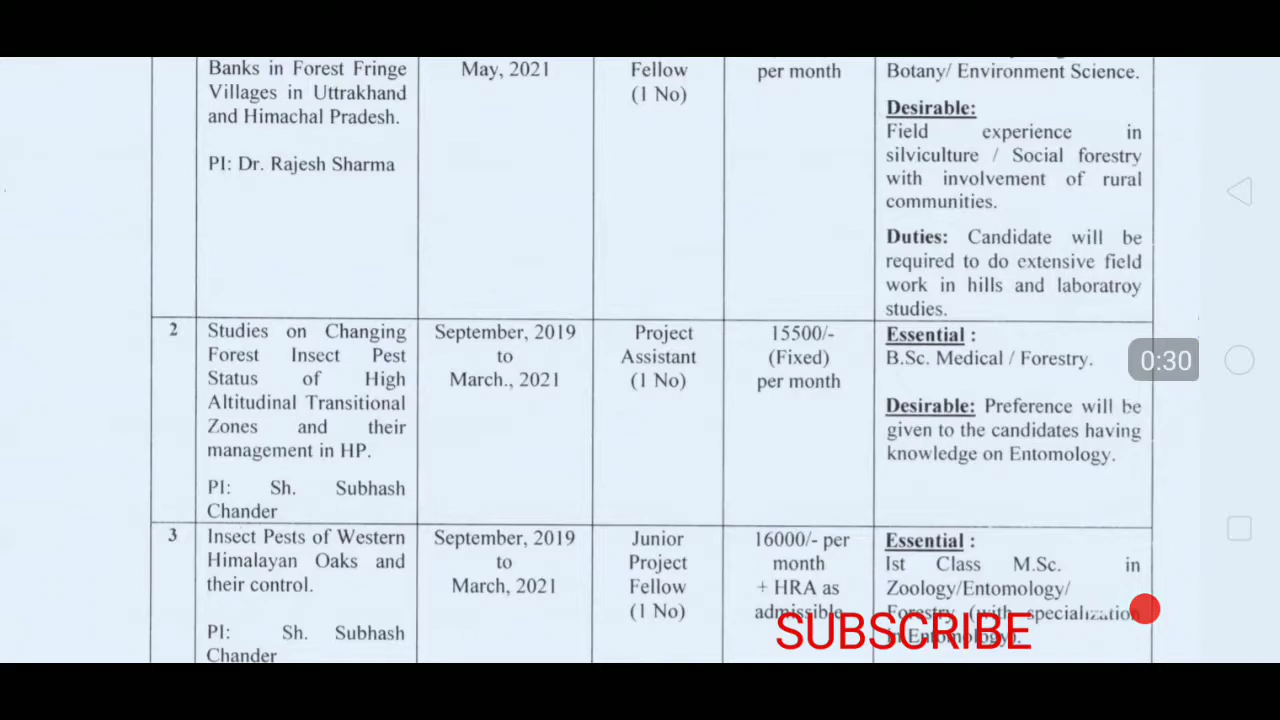 Banks in Forest Fringe
Villages in Uttrakhand
and Himachal Pradesh.
PI: Dr. Rajesh Sharma
May, 2021
Fellow
(1 No)
per month
Botany/ Environment Science.
Desirable:
Field experience in
silviculture / Social forestry
with involvement of rural
communities.
Duties: Candidate will be
required to do extensive field
work in hills and laboratroy
studies.
2
Studies on Changing
Forest Insect Pest
Status of High
Altitudinal Transitional
Zones and their
management in HP.
PI: Sh. Subhash
Chander
September, 2019
to
March., 2021
Project
Assistant
(1 No)
15500/-
(Fixed)
per month
Essential :
B.Sc. Medical / Forestry.
Desirable: Preference will be
given to the candidates having
knowledge on Entomology.
3
Insect Pests of Western
Himalayan Oaks and
their control.
PI: Sh. Subhash
Chander
September, 2019
to
March, 2021
Junior
Project
Fellow
(1 No)
16000/- per
month
+ HRA as
admissible
Essential :
Ist Class M.Sc. in
Zoology/Entomology/
Forestry (with specialization
in Entomology).
0:30
SUBSCRIBE